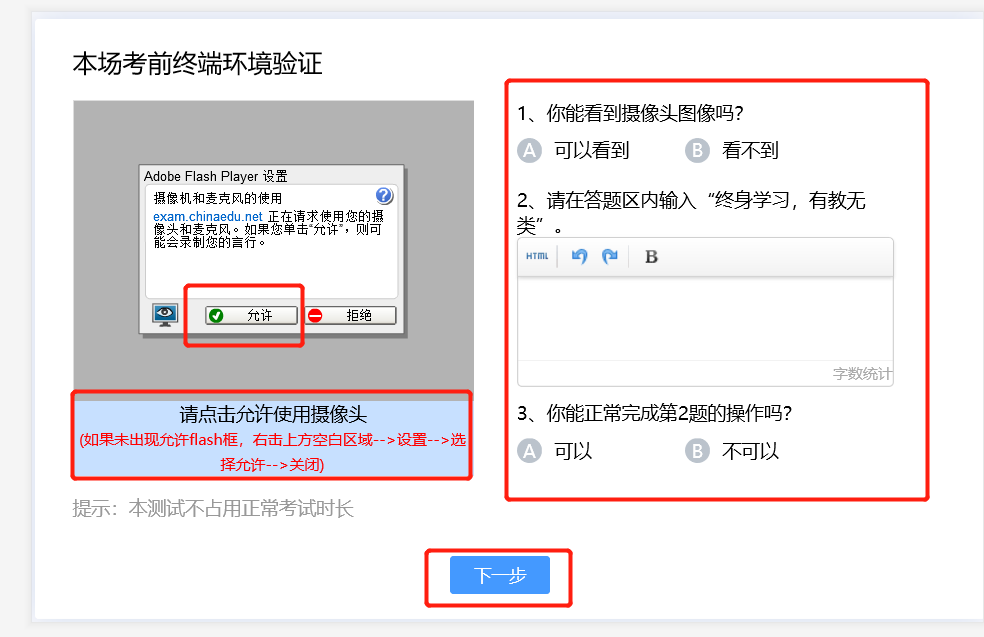 本场考前终端环境验证
Adobe Flash Player 设置
摄像机和麦克风的使用
exam.chinaedu.net 正在请求使用您的摄
像头和麦克风。如果您单击“允许”，则可
能会录制您的言行。
允许
拒绝
请点击允许使用摄像头
(如果未出现允许flash框，右击上方空白区域-->设置-->选
择允许-->关闭)
提示：本测试不占用正常考试时长
1、你能看到摄像头图像吗？
A 可以看到 B 看不到
2、请在答题区内输入“终身学习，有教无
类”。
HTML B
字数统计
3、你能正常完成第2题的操作吗？
A 可以 B 不可以
下一步